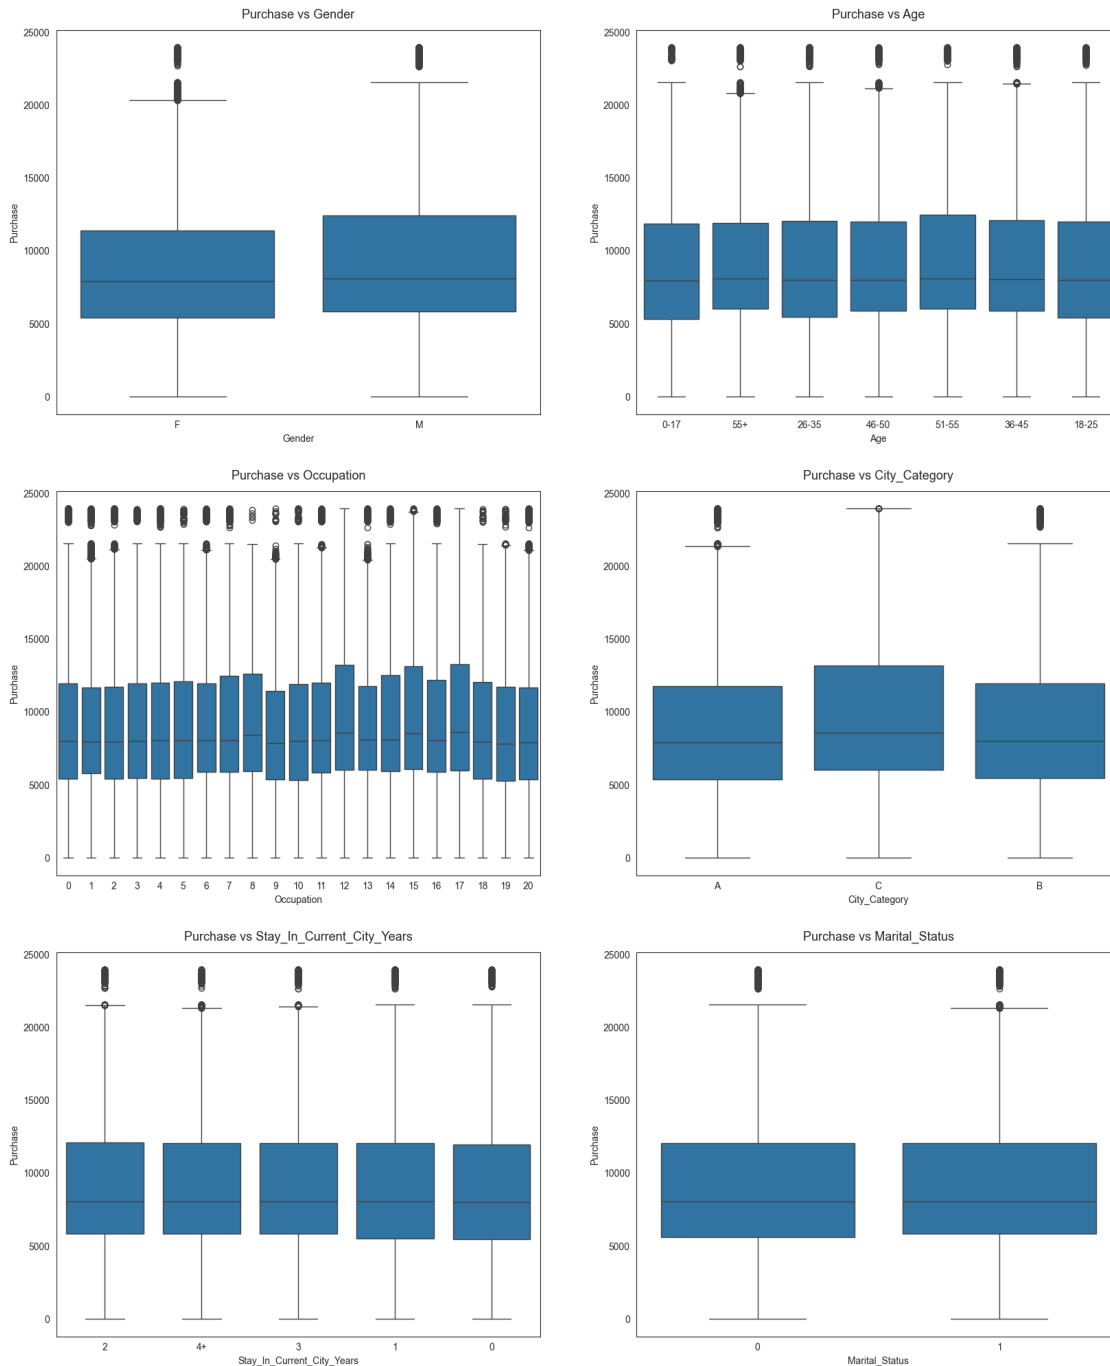 Purchase vs Gender
25000
20000
15000
10000
5000
0
Purchase
F M
Gender
Purchase vs Age
25000
20000
15000
10000
5000
0
Purchase
0-17 55+ 26-35 46-50 51-55 36-45 18-25
Age
Purchase vs Occupation
25000
20000
15000
10000
5000
0
Purchase
0 1 2 3 4 5 6 7 8 9 10 11 12 13 14 15 16 17 18 19 20
Occupation
Purchase vs City_Category
25000
20000
15000
10000
5000
0
Purchase
A C B
City_Category
Purchase vs Stay_In_Current_City_Years
25000
20000
15000
10000
5000
0
Purchase
2 4+ 3 1 0
Stay_In_Current_City_Years
Purchase vs Marital_Status
25000
20000
15000
10000
5000
0
Purchase
0 1
Marital_Status